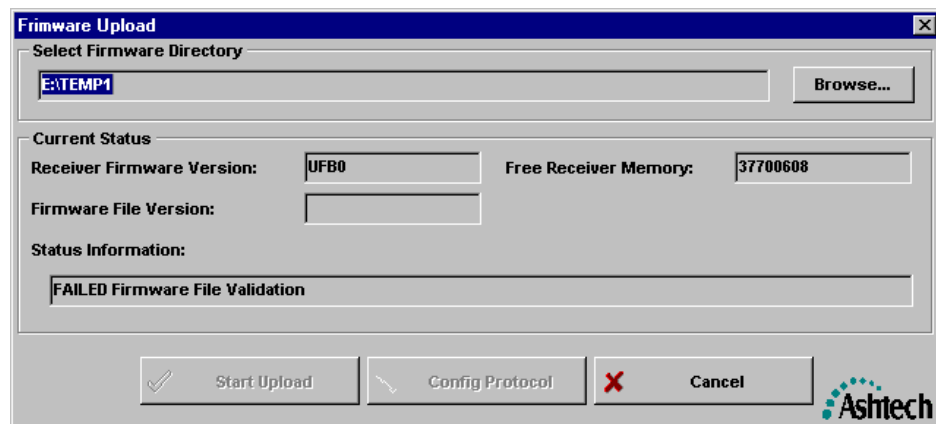 Frimware Upload
Select Firmware Directory
E:\TEMP1
Browse...
Current Status
Receiver Firmware Version: UFB0 Free Receiver Memory: 37700608
Firmware File Version:
Status Information:
FAILED Firmware File Validation
Start Upload Config Protocol Cancel
Ashtech